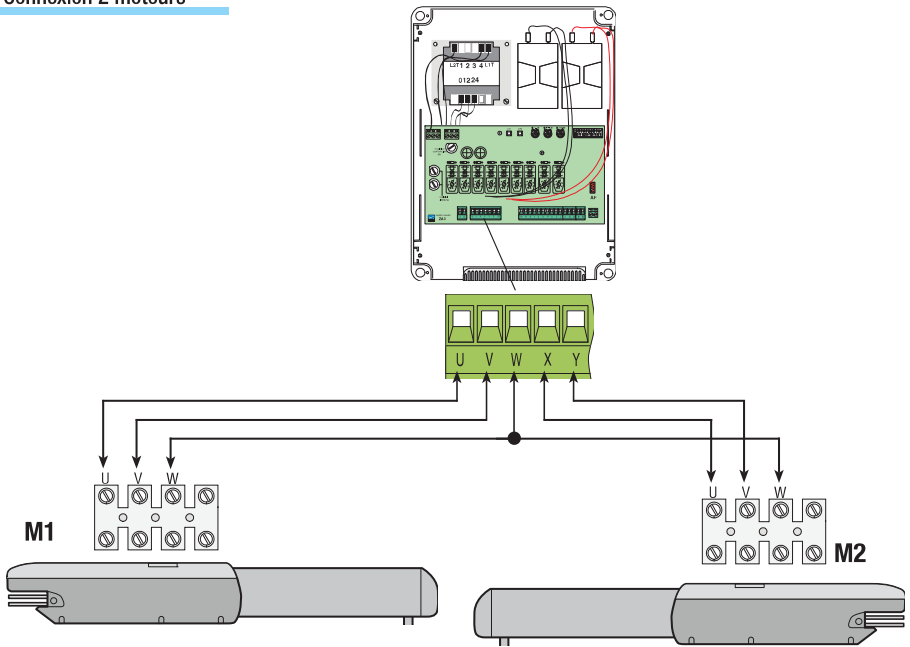 Connexion 2 moteurs
L2T 1 2 3 4 L1T
0 12 24
U V W X Y
U V W
M1
U V W
M2